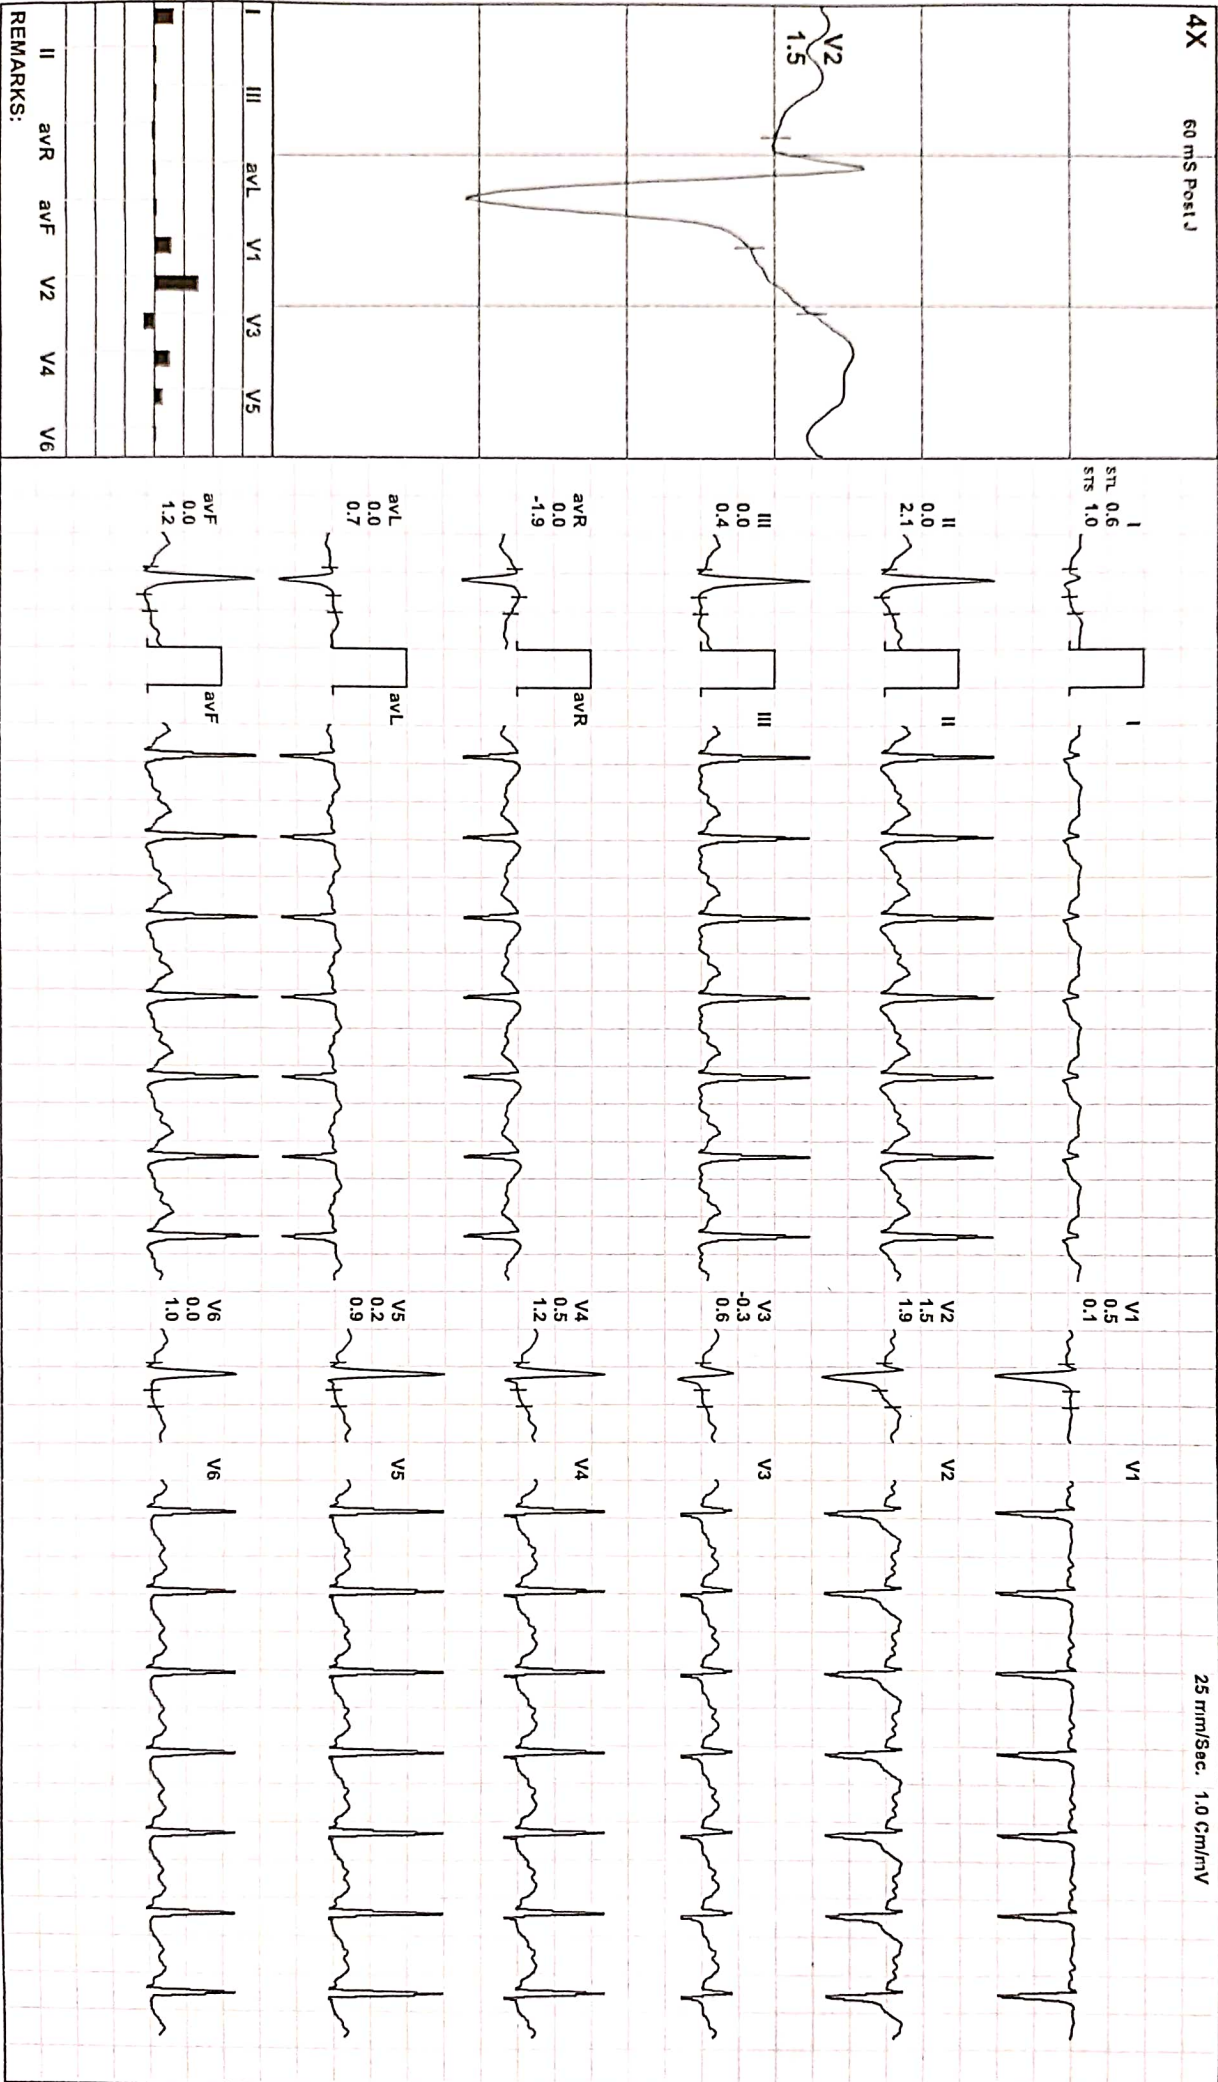 4X
60 mS Post J
25 mm/Sec. 1.0 Cm/mV
V2
1.5
I III avL V1 V3 V5
II avR avF V2 V4 V6
REMARKS:
I
STL 0.6
STS 1.0
I
II
0.0
2.1
II
III
0.0
0.4
III
avR
0.0
-1.9
avR
avL
0.0
0.7
avL
avF
0.0
1.2
avF
V1
0.5
0.1
V1
V2
1.5
1.9
V2
V3
-0.3
0.6
V3
V4
0.5
1.2
V4
V5
0.2
0.9
V5
V6
0.0
1.0
V6